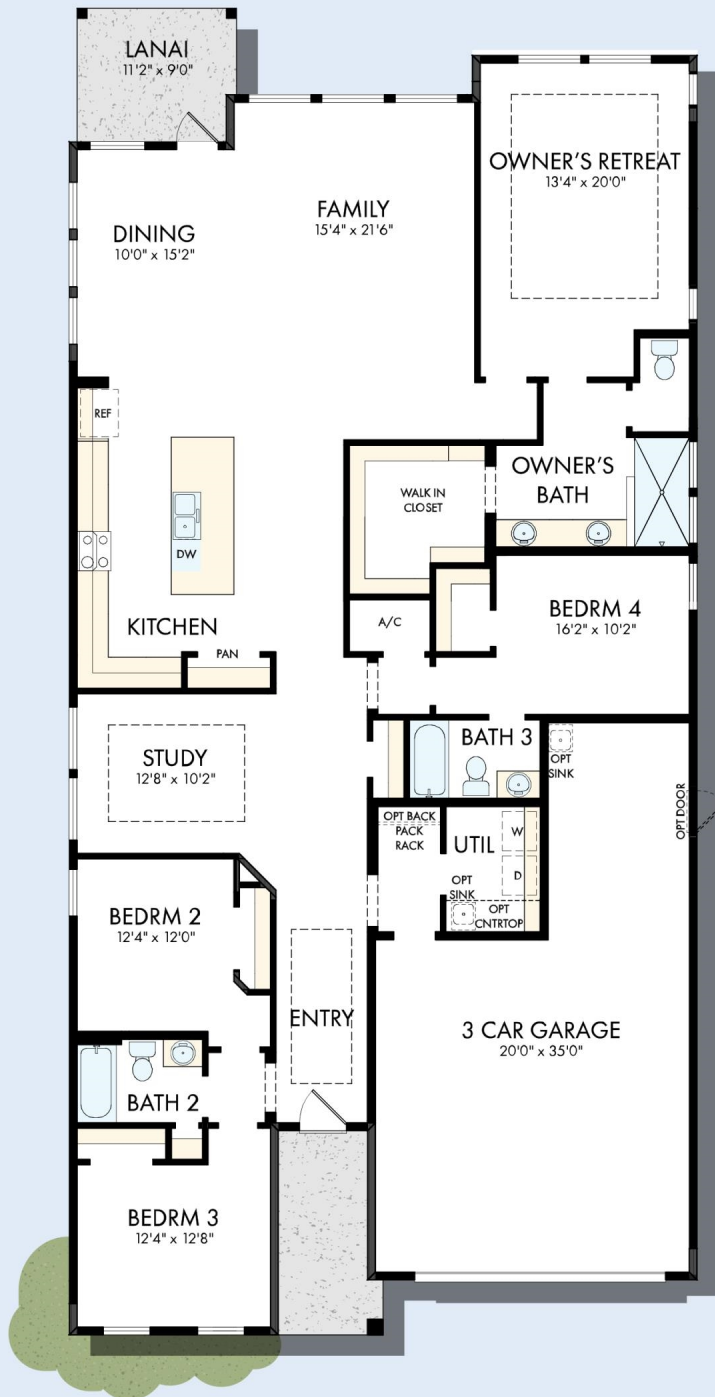 LANAI
11'2" x 9'0"
OWNER'S RETREAT
13'4" x 20'0"
FAMILY
15'4" x 21'6"
DINING
10'0" x 15'2"
REF
OWNER'S
BATH
WALK IN
CLOSET
DW
BEDRM 4
16'2" x 10'2"
A/C
KITCHEN
PAN
STUDY
12'8" x 10'2"
BATH 3
OPT
SINK
OPT DOOR
OPT BACK
PACK
RACK
UTIL
W
D
OPT
SINK
OPT
CNTRTOP
BEDRM 2
12'4" x 12'0"
ENTRY
3 CAR GARAGE
20'0" x 35'0"
BATH 2
BEDRM 3
12'4" x 12'8"